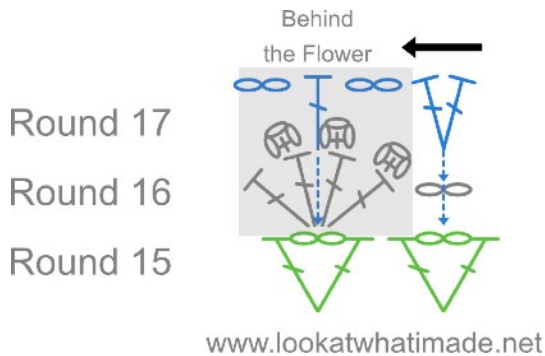 Behind
the Flower
Round 17
Round 16
Round 15
www.lookatwhatimade.net